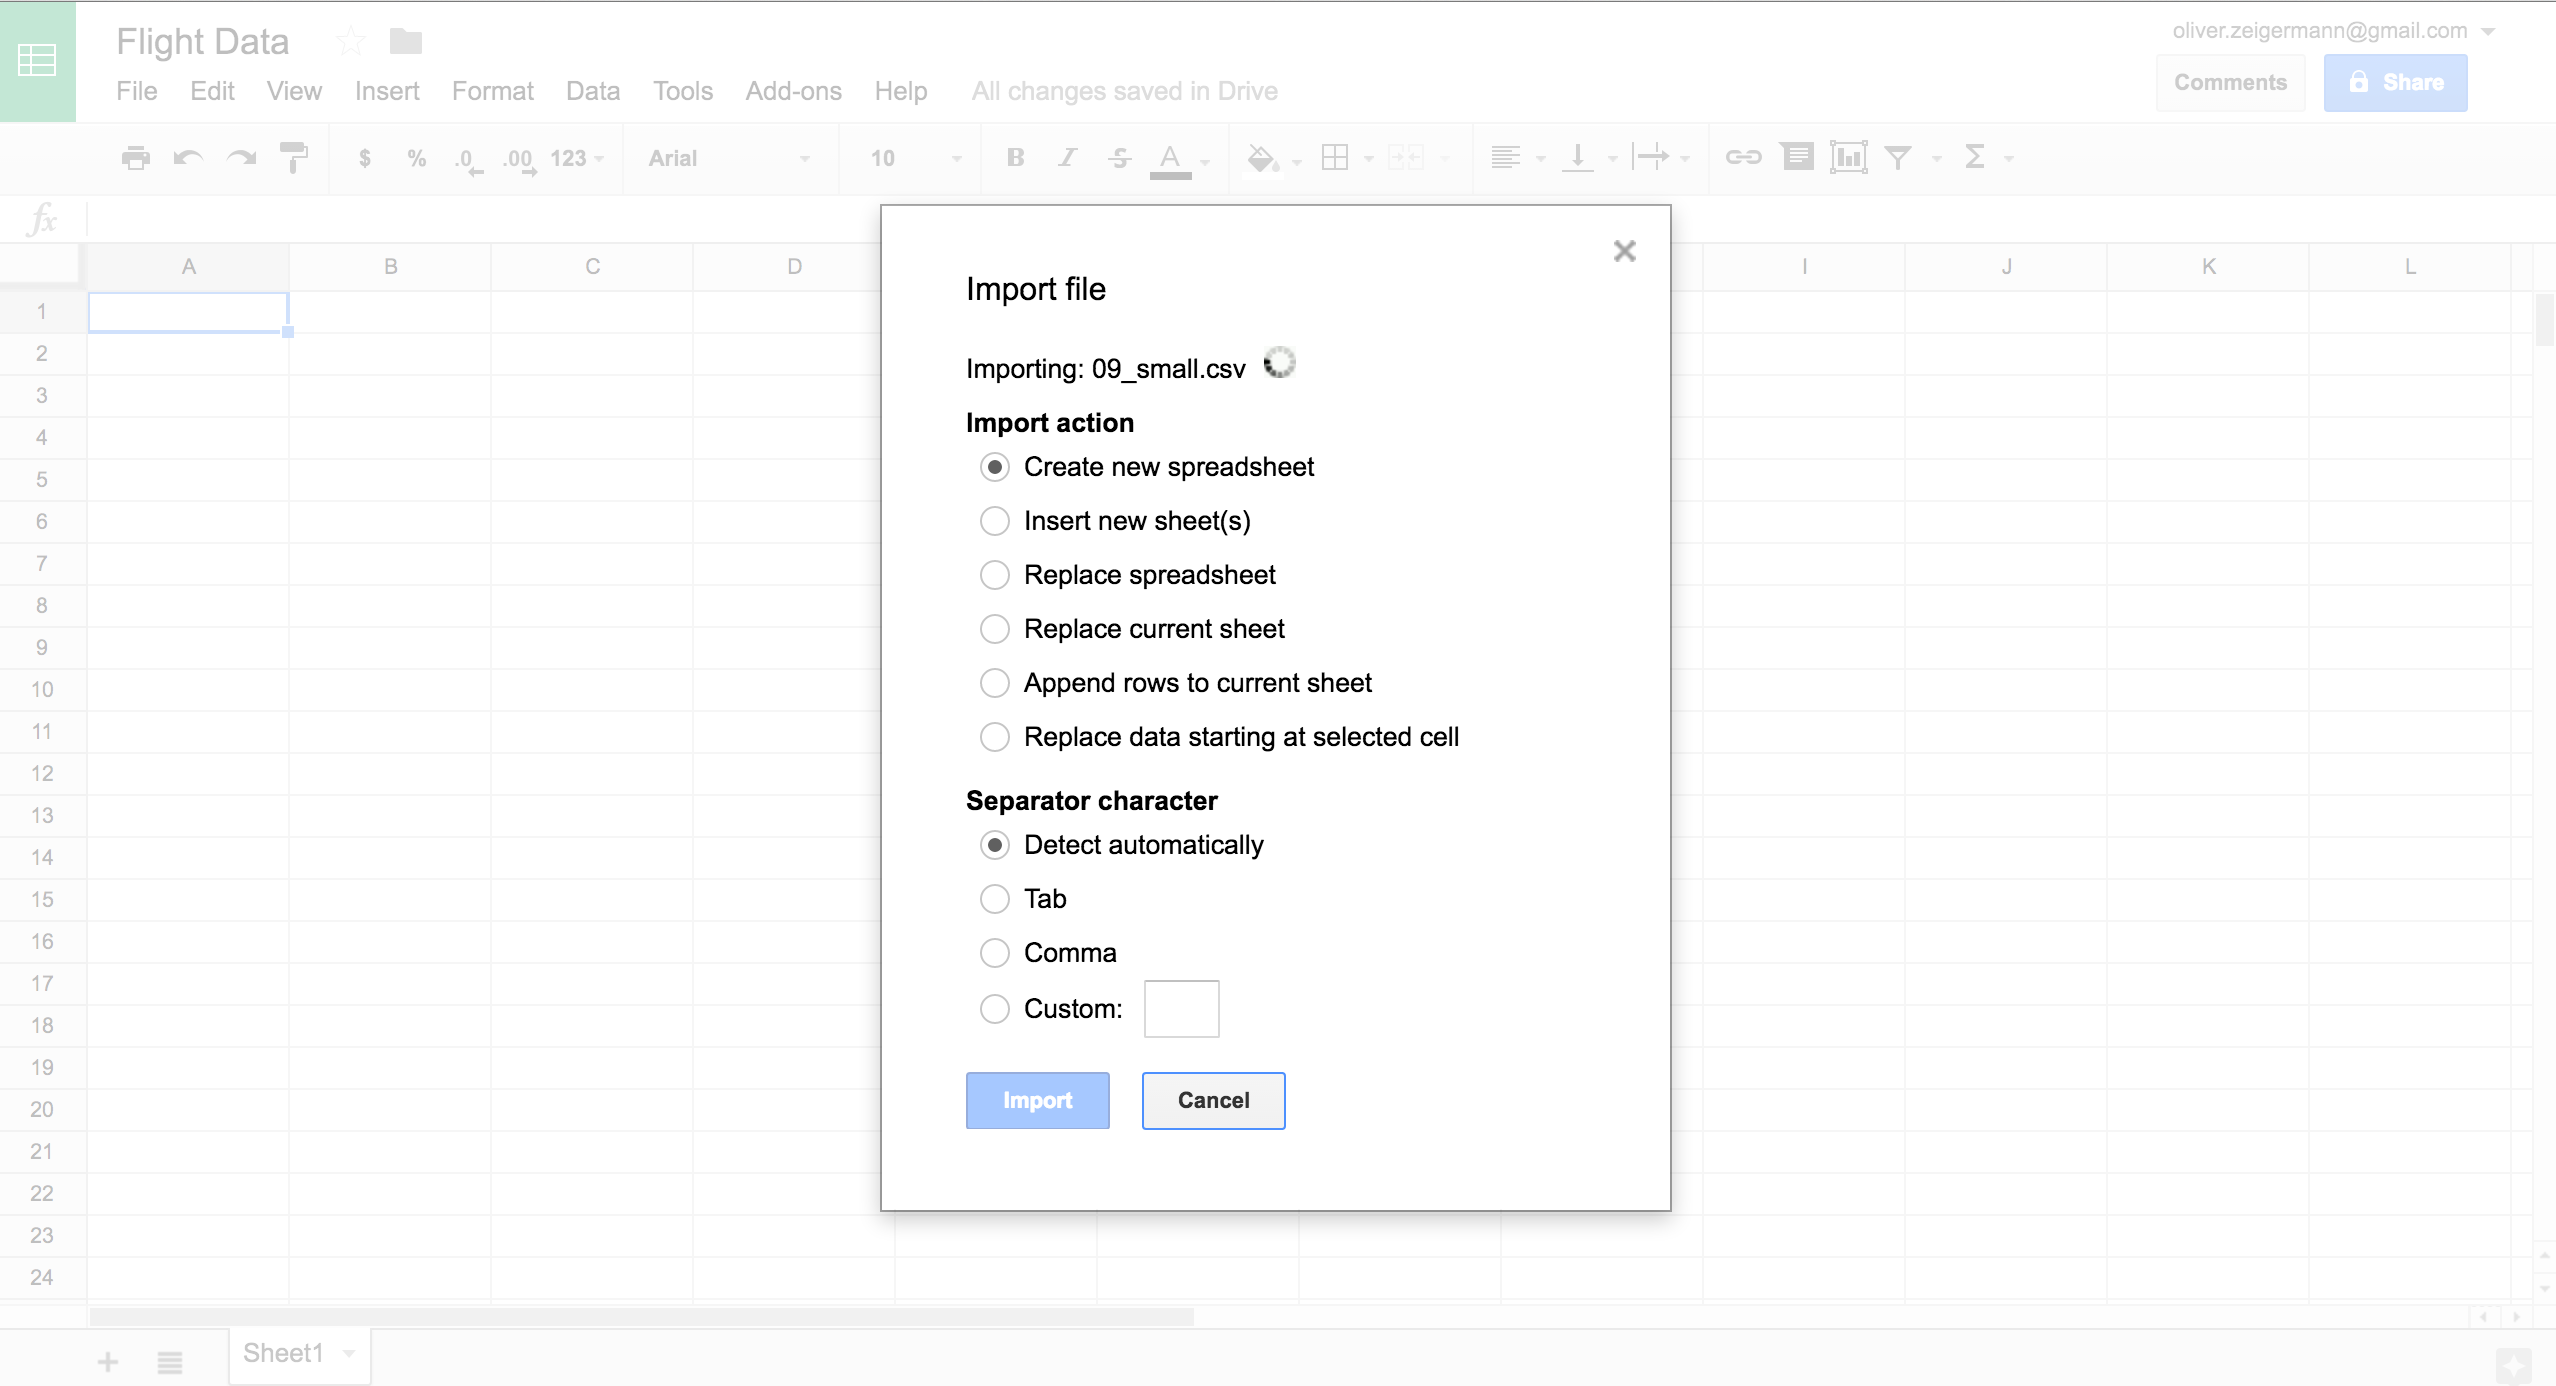 Flight Data
oliver.zeigermann@gmail.com
File Edit View Insert Format Data Tools Add-ons Help All changes saved in Drive
Comments Share
$ % .0 .00 123 Arial 10 B I S A Σ
fx
A B C D I J K L
1
2
3
4
5
6
7
8
9
10
11
12
13
14
15
16
17
18
19
20
21
22
23
24
Import file
Importing: 09_small.csv
Import action
Create new spreadsheet
Insert new sheet(s)
Replace spreadsheet
Replace current sheet
Append rows to current sheet
Replace data starting at selected cell
Separator character
Detect automatically
Tab
Comma
Custom:
Import Cancel
Sheet1